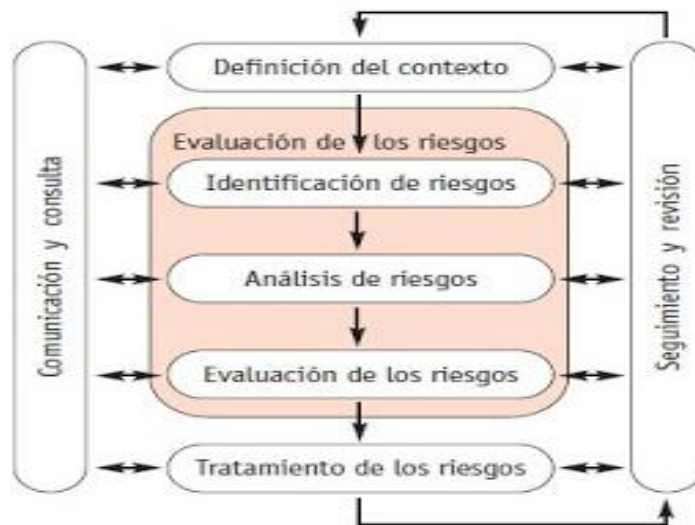 Definición del contexto
Evaluación de los riesgos
Identificación de riesgos
Análisis de riesgos
Evaluación de los riesgos
Tratamiento de los riesgos
Comunicación y consulta
Seguimiento y revisión